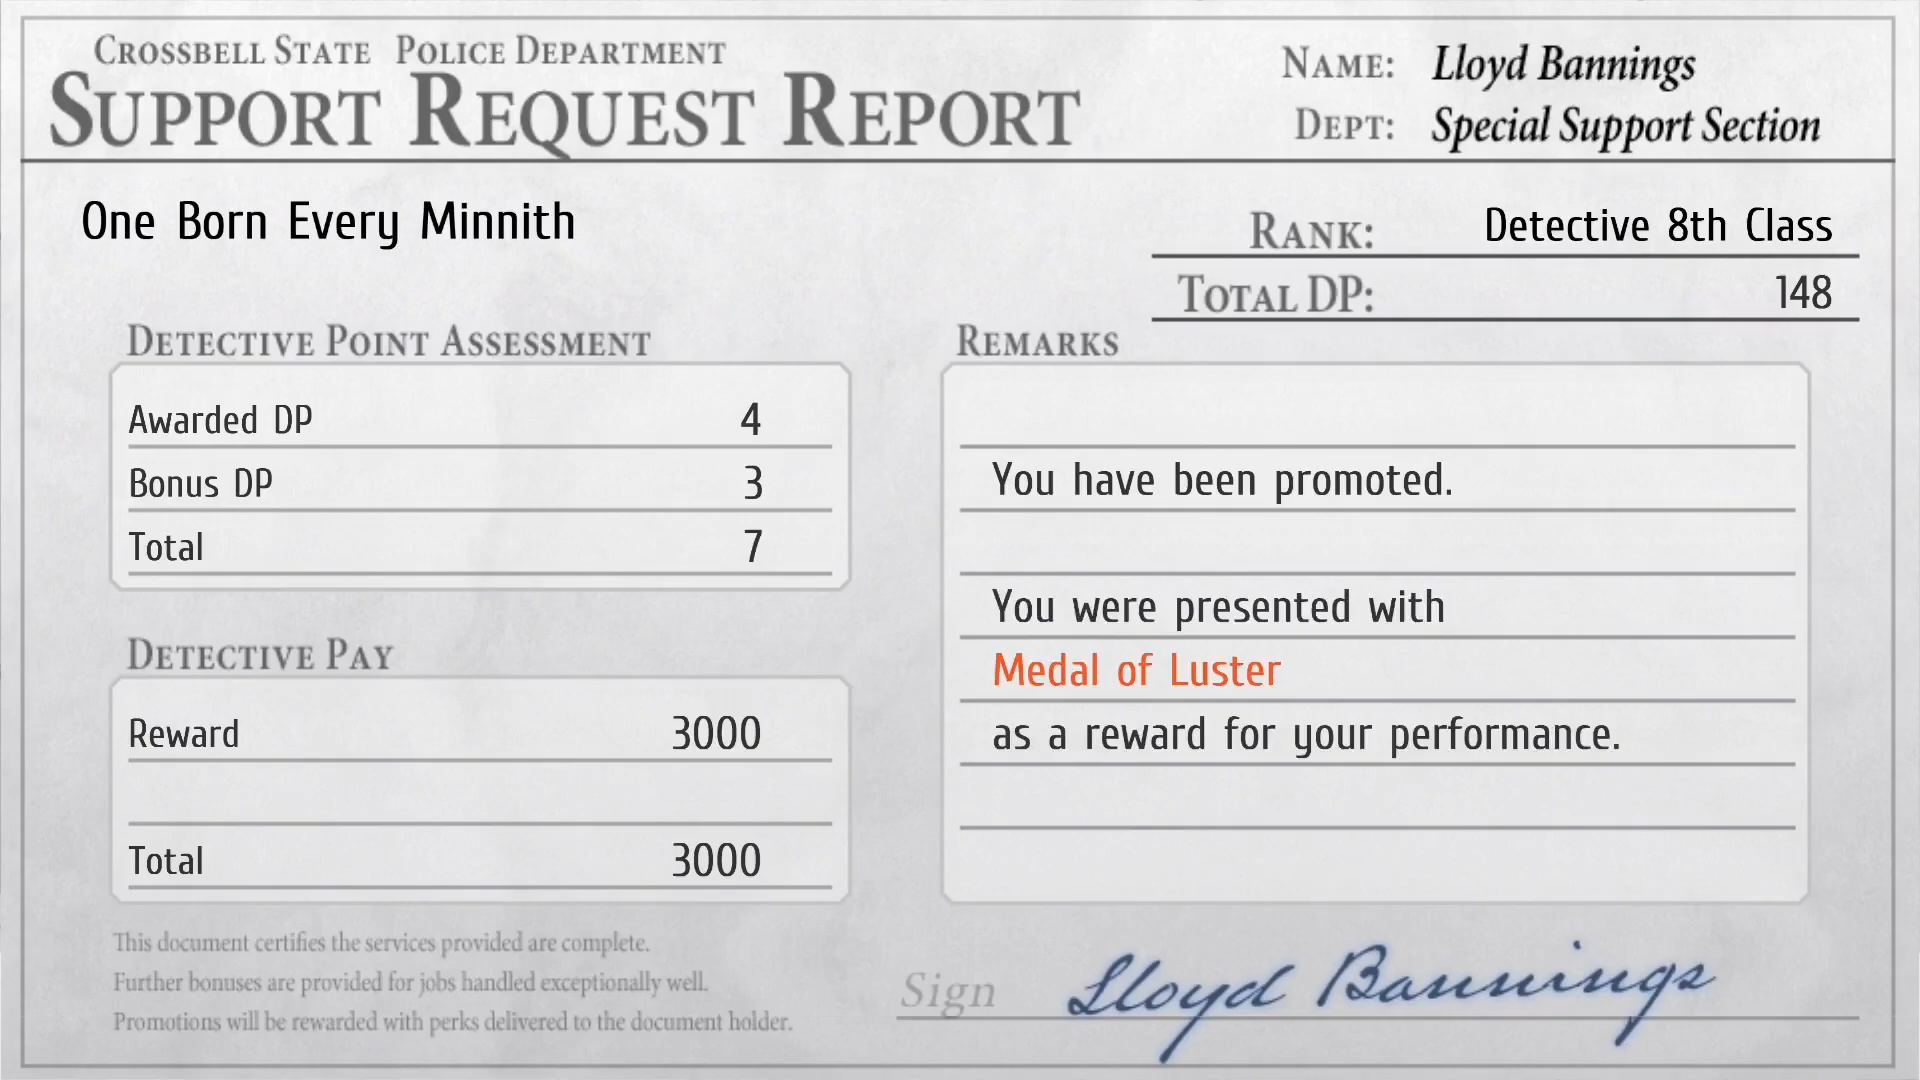 Crossbell State Police Department
Support Request Report
Name: Lloyd Bannings
Dept: Special Support Section
One Born Every Minnith
Rank: Detective 8th Class
Total DP: 148
Detective Point Assessment
Awarded DP 4
Bonus DP 3
Total 7
Detective Pay
Reward 3000
Total 3000
Remarks
You have been promoted.
You were presented with
Medal of Luster
as a reward for your performance.
This document certifies the services provided are complete.
Further bonuses are provided for jobs handled exceptionally well.
Promotions will be rewarded with perks delivered to the document holder.
Sign Lloyd Bannings